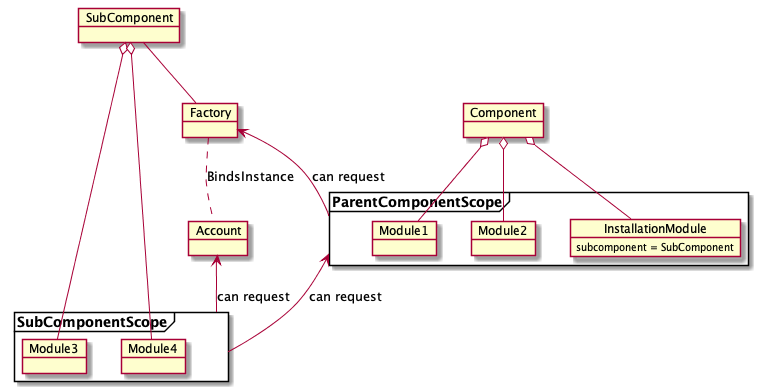 SubComponent
Factory
Component
BindsInstance
can request
ParentComponentScope
Account
Module1
Module2
InstallationModule
subcomponent = SubComponent
can request
can request
SubComponentScope
Module3
Module4